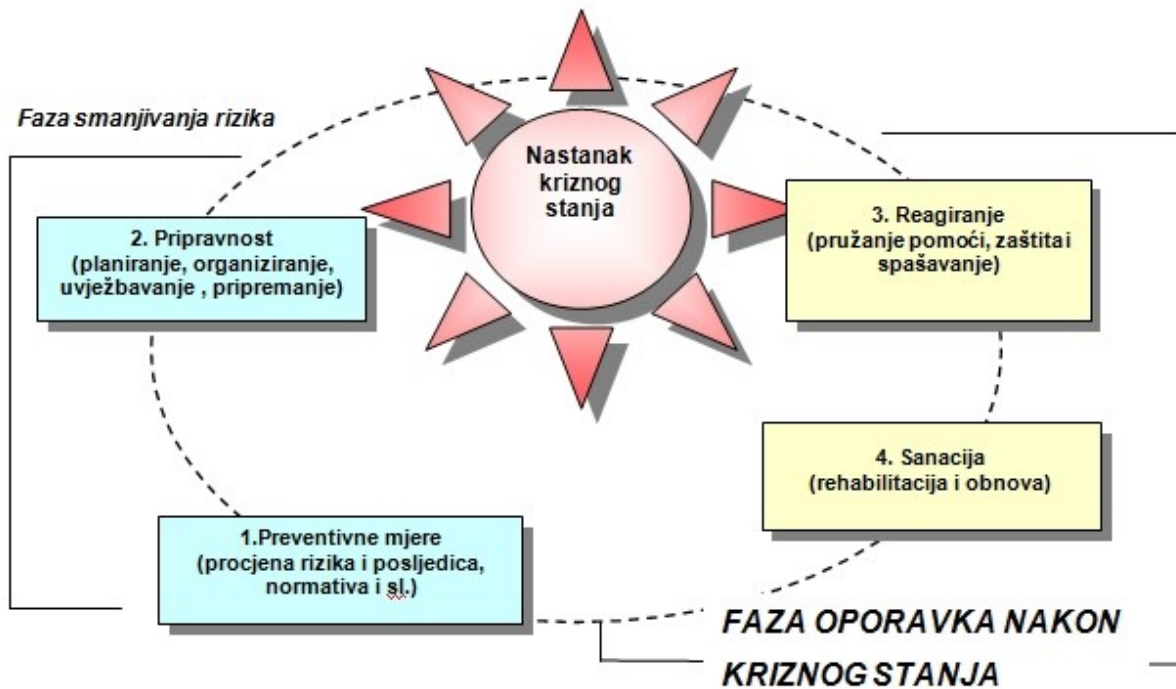 Faza smanjivanja rizika
Nastanak
kriznog
stanja
2. Pripravnost
(planiranje, organiziranje,
uvježbavanje , pripremanje)
3. Reagiranje
(pružanje pomoći, zaštita i
spašavanje)
4. Sanacija
(rehabilitacija i obnova)
1.Preventivne mjere
(procjena rizika i posljedica,
normativa i sl.)
FAZA OPORAVKA NAKON
KRIZNOG STANJA